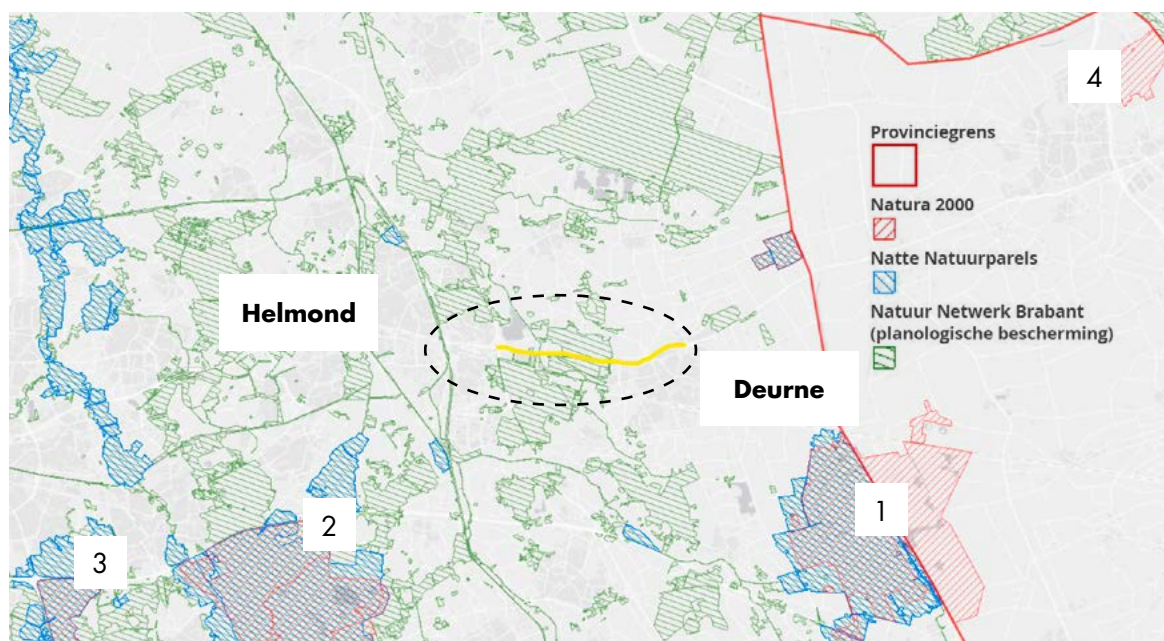 4
Provinciegrens
Natura 2000
Natte Natuurparels
Natuur Netwerk Brabant
(planologische bescherming)
Helmond
Deurne
1
2
3